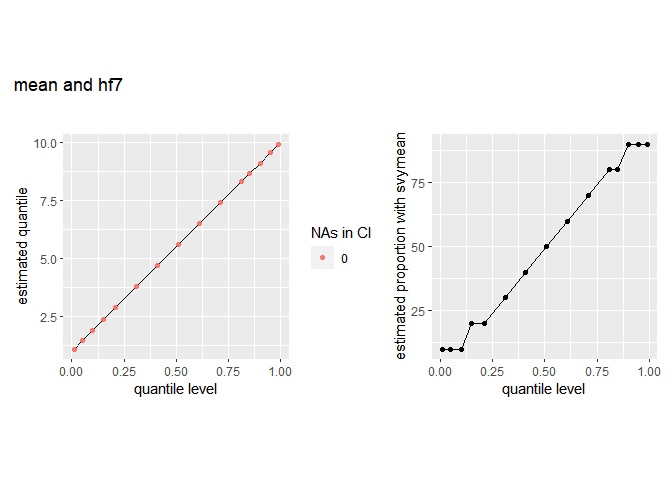 mean and hf7
estimated quantile
10.0
7.5
5.0
2.5
0.00 0.25 0.50 0.75 1.00
quantile level
NAs in CI
0
estimated proportion with svymean
75
50
25
0.00 0.25 0.50 0.75 1.00
quantile level